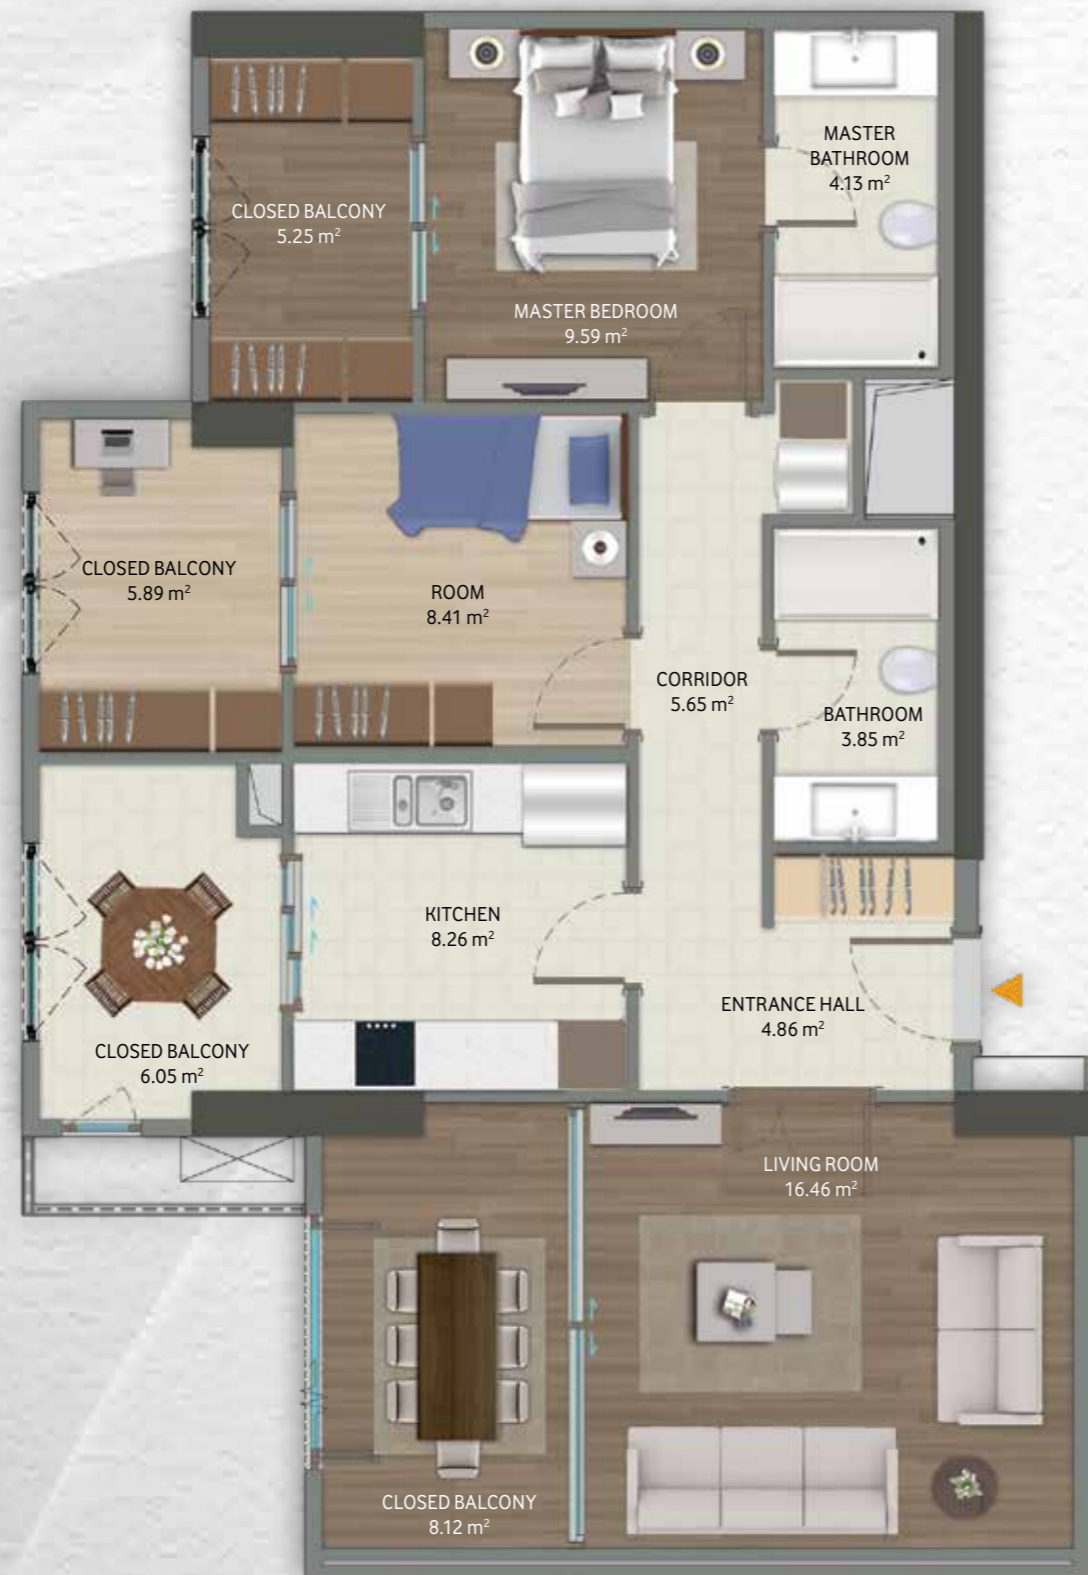 MASTER
BATHROOM
4.13 m²
CLOSED BALCONY
5.25 m²
MASTER BEDROOM
9.59 m²
CLOSED BALCONY
5.89 m²
ROOM
8.41 m²
CORRIDOR
5.65 m²
BATHROOM
3.85 m²
KITCHEN
8.26 m²
ENTRANCE HALL
4.86 m²
CLOSED BALCONY
6.05 m²
LIVING ROOM
16.46 m²
CLOSED BALCONY
8.12 m²